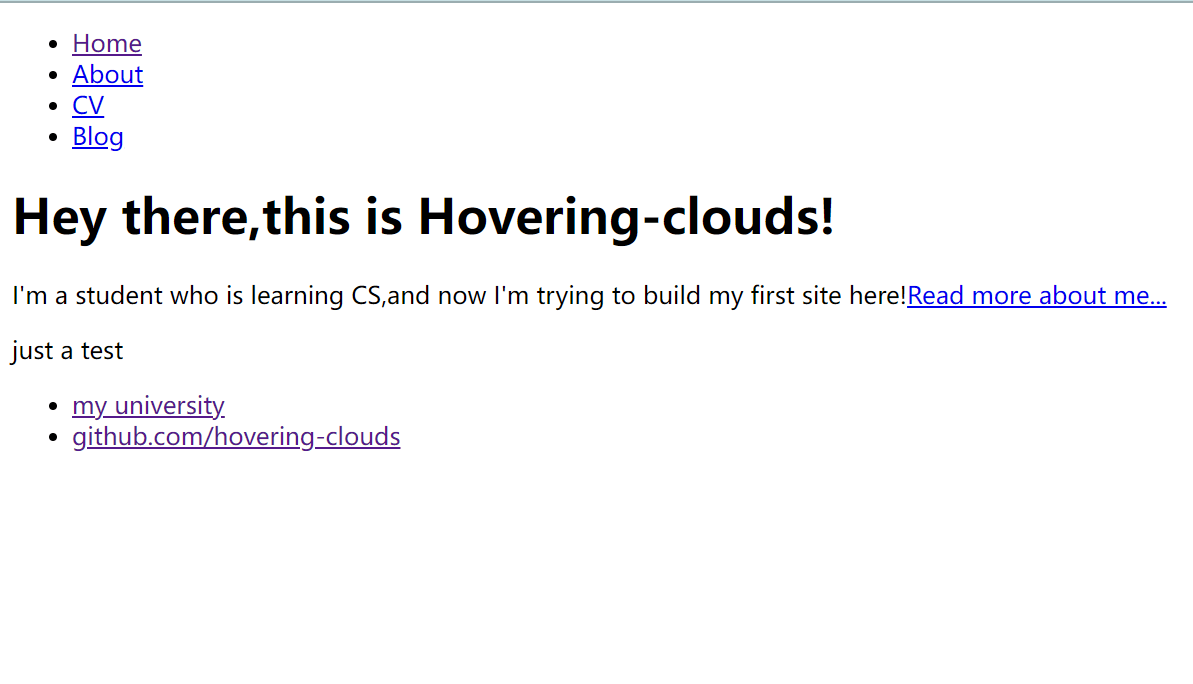 Home
About
CV
Blog
Hey there,this is Hovering-clouds!
I'm a student who is learning CS,and now I'm trying to build my first site here!Read more about me...
just a test
my university
github.com/hovering-clouds